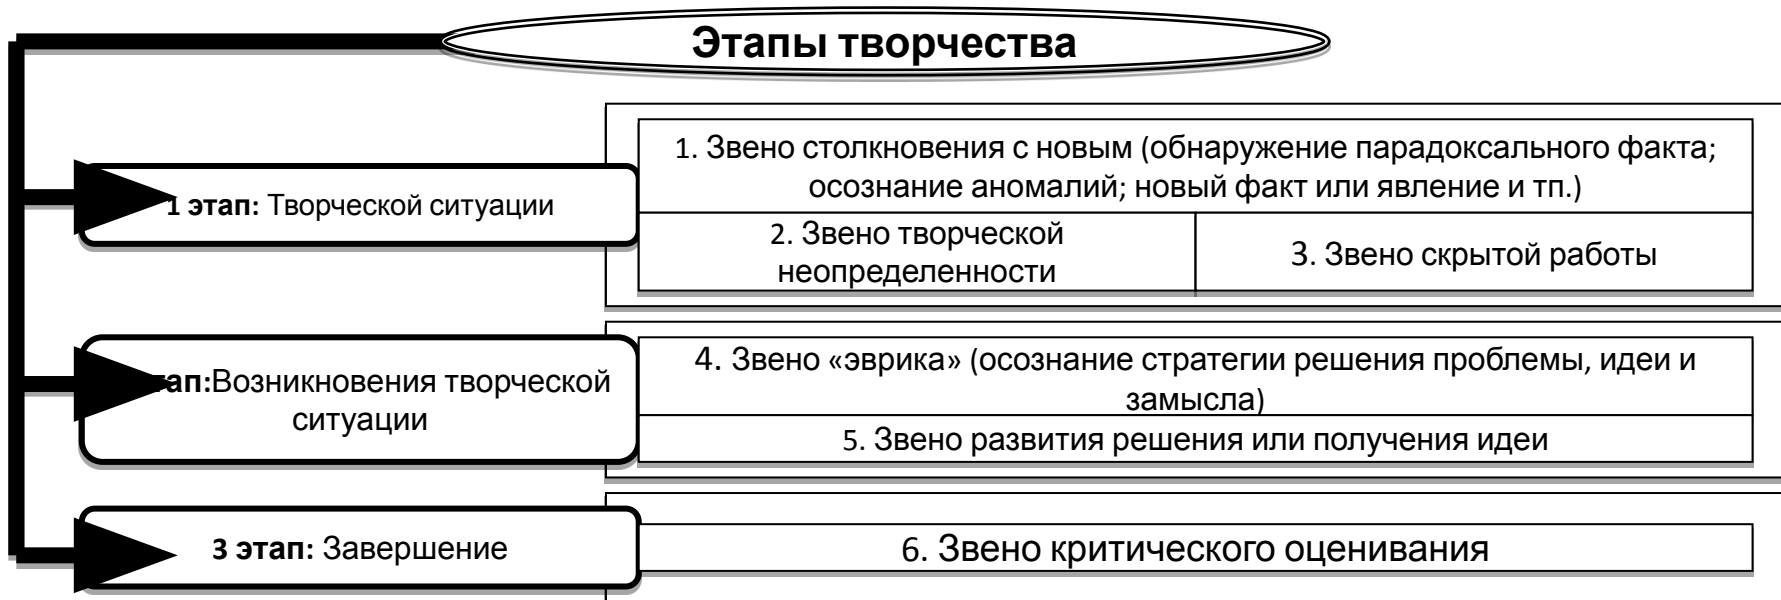 Этапы творчества
1. Звено столкновения с новым (обнаружение парадоксального факта;
осознание аномалий; новый факт или явление и тп.)
1 этап: Творческой ситуации
2. Звено творческой
неопределенности
3. Звено скрытой работы
4. Звено «эврика» (осознание стратегии решения проблемы, идеи и
замысла)
Возникновения творческой
ситуации
5. Звено развития решения или получения идеи
3 этап: Завершение
6. Звено критического оценивания